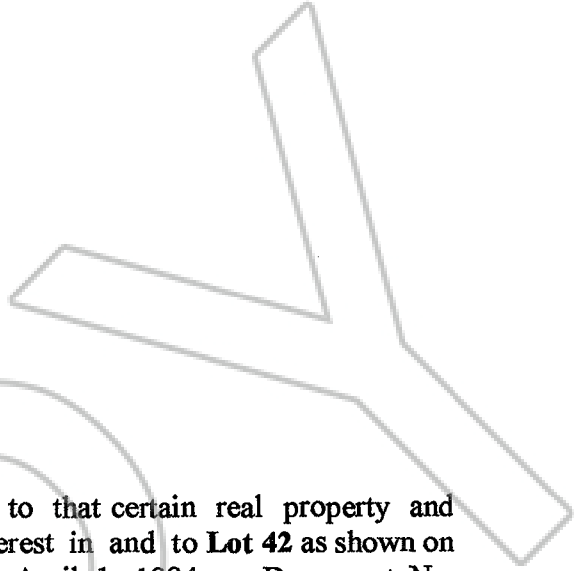 Y
to that certain real property and
erest in and to Lot 42 as shown on